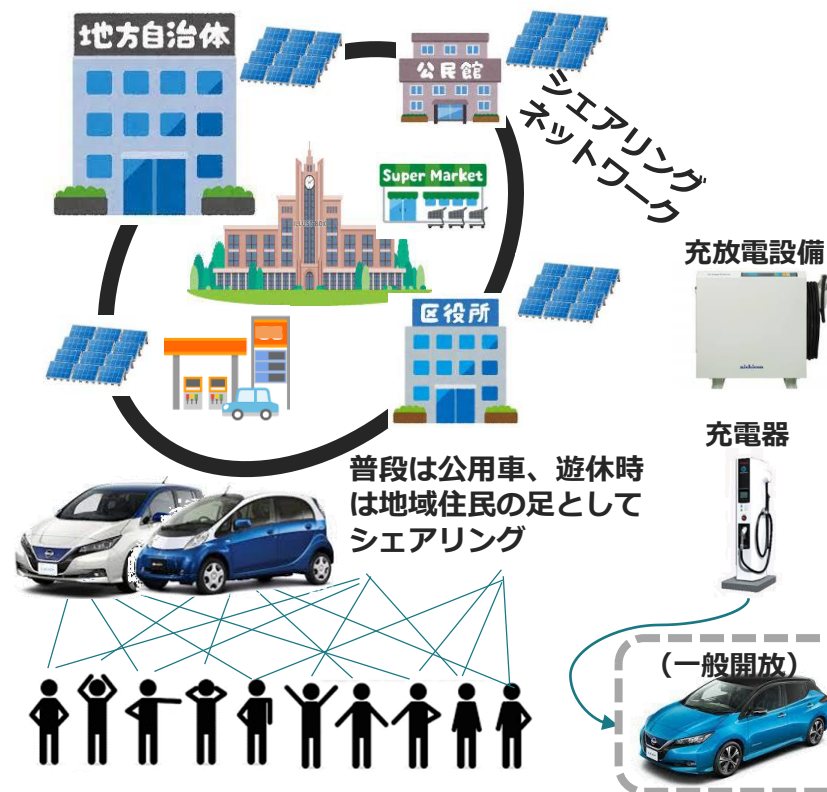 地方自治体
公民館
シェアリング
ネットワーク
Super Market
充放電設備
区役所
nichicon
充電器
普段は公用車、遊休時
は地域住民の足として
シェアリング
（一般開放）